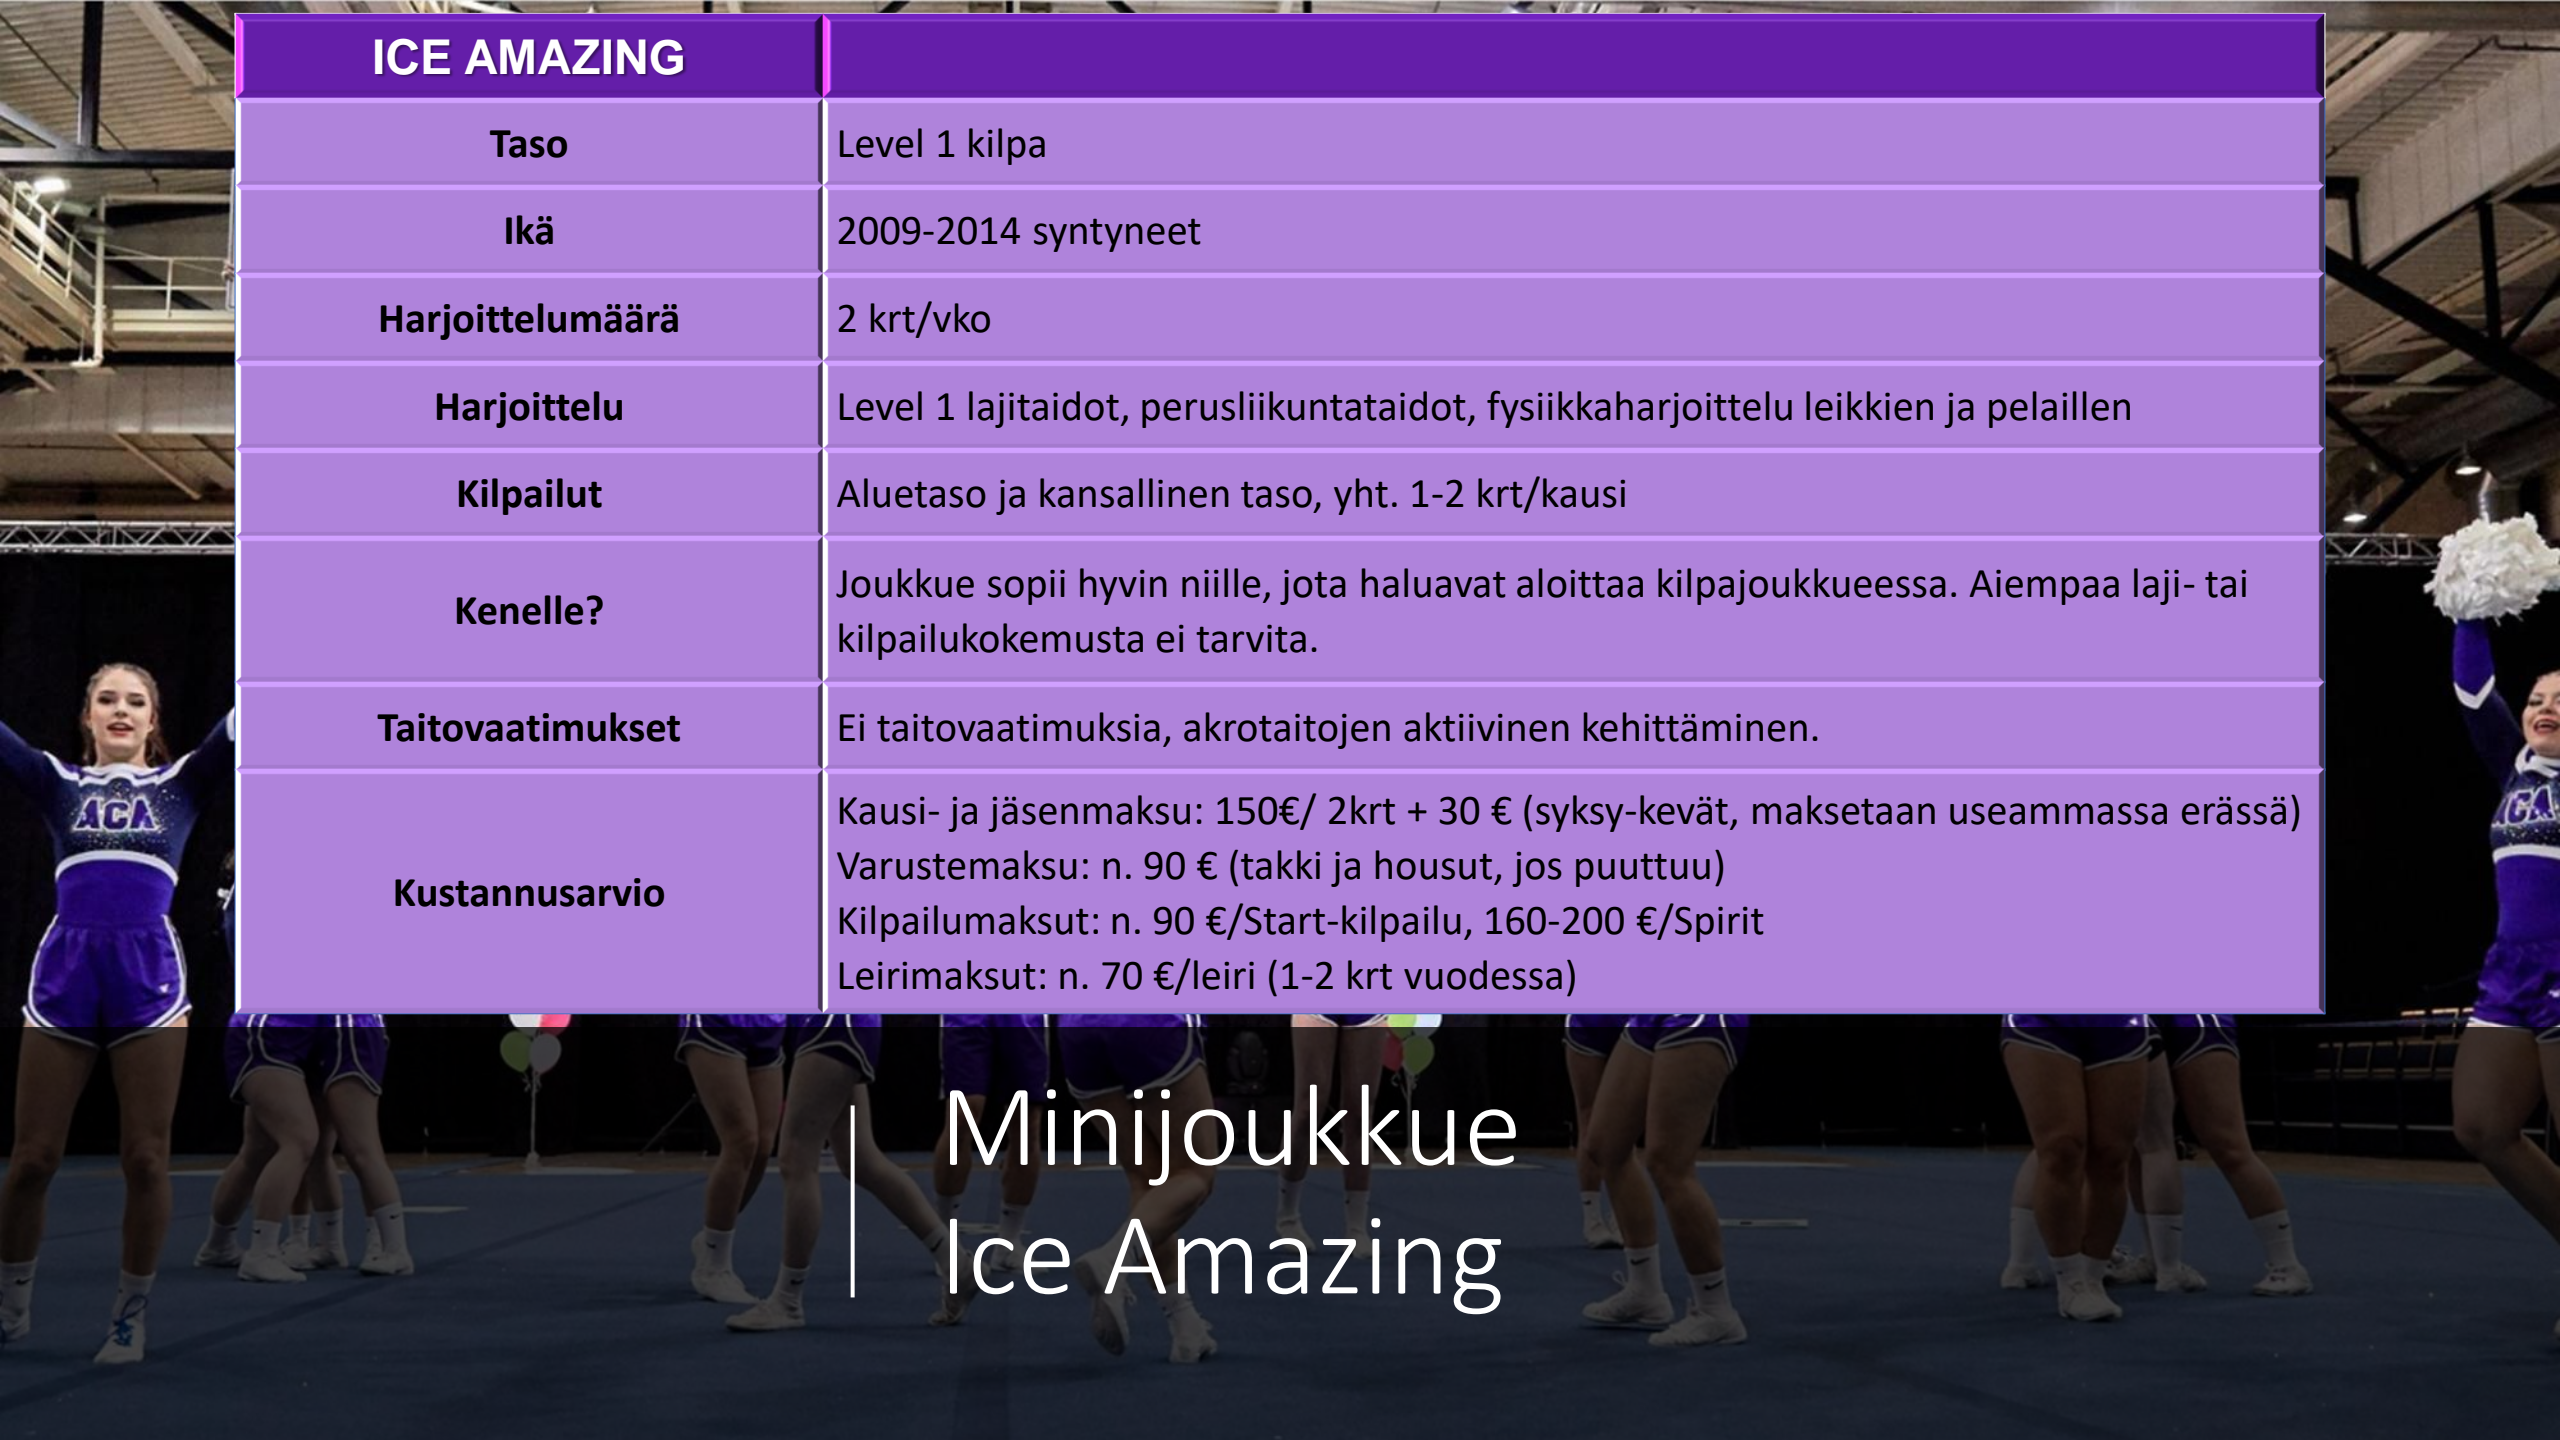 ICE AMAZING
Taso
Level 1 kilpa
Ikä
2009-2014 syntyneet
Harjoittelumäärä
2 krt/vko
Harjoittelu
Level 1 lajitaidot, perusliikuntataidot, fysiikkaharjoittelu leikkien ja pelaillen
Kilpailut
Aluetaso ja kansallinen taso, yht. 1-2 krt/kausi
Kenelle?
Joukkue sopii hyvin niille, jota haluavat aloittaa kilpajoukkueessa. Aiempaa laji- tai
kilpailukokemusta ei tarvita.
Taitovaatimukset
Ei taitovaatimuksia, akrotaitojen aktiivinen kehittäminen.
Kustannusarvio
Kausi- ja jäsenmaksu: 150€/ 2krt + 30 € (syksy-kevät, maksetaan useammassa erässä)
Varustemaksu: n. 90 € (takki ja housut, jos puuttuu)
Kilpailumaksut: n. 90 €/Start-kilpailu, 160-200 €/Spirit
Leirimaksut: n. 70 €/leiri (1-2 krt vuodessa)
ACA
ACA
Minijoukkue
Ice Amazing